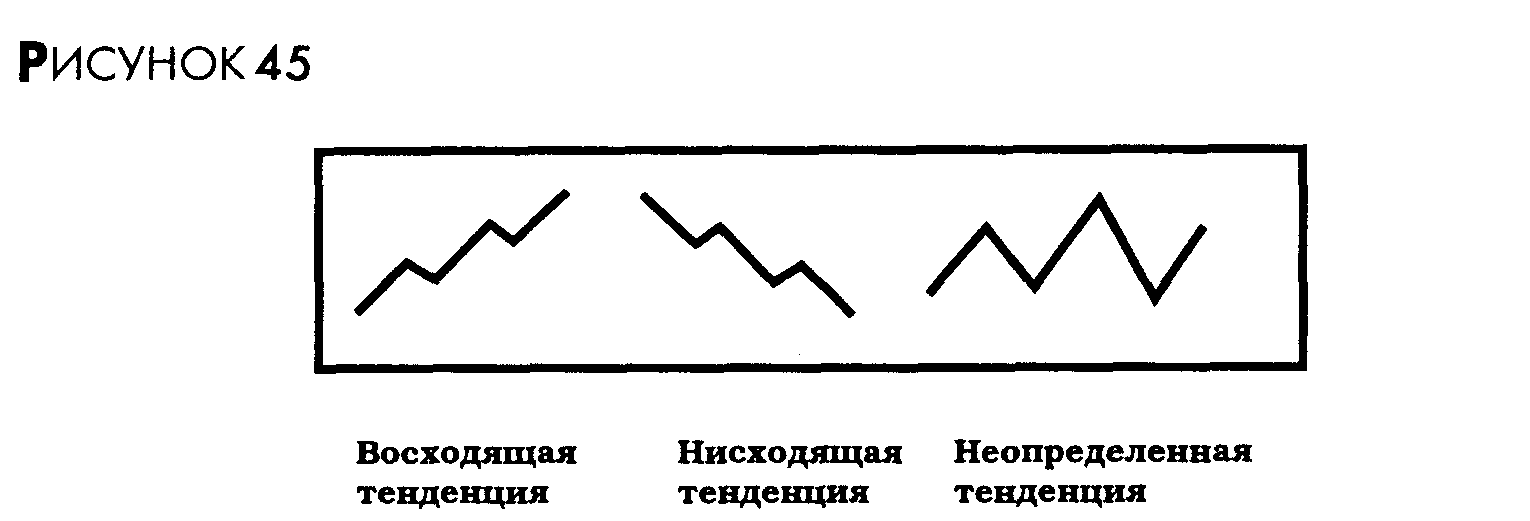 РИСУНОК 45
Восходящая
тенденция
Нисходящая
тенденция
Неопределенная
тенденция